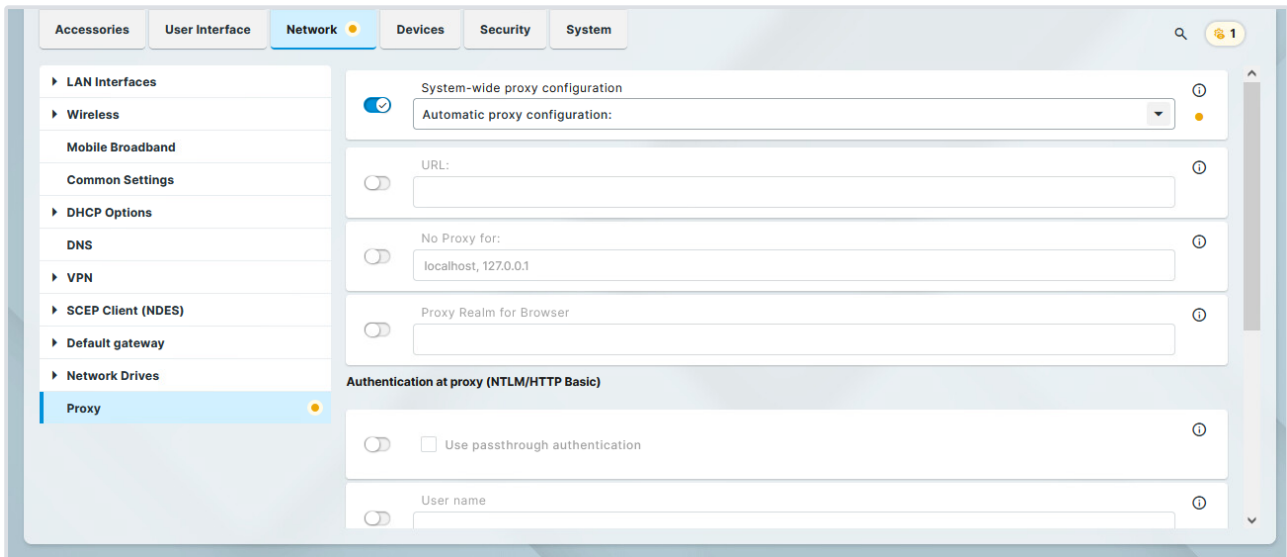 Accessories
User Interface
Network
Devices
Security
System
1
LAN Interfaces
Wireless
Mobile Broadband
Common Settings
DHCP Options
DNS
VPN
SCEP Client (NDES)
Default gateway
Network Drives
Proxy
System-wide proxy configuration
Automatic proxy configuration:
URL:
No Proxy for:
localhost, 127.0.0.1
Proxy Realm for Browser
Authentication at proxy (NTLM/HTTP Basic)
Use passthrough authentication
User name